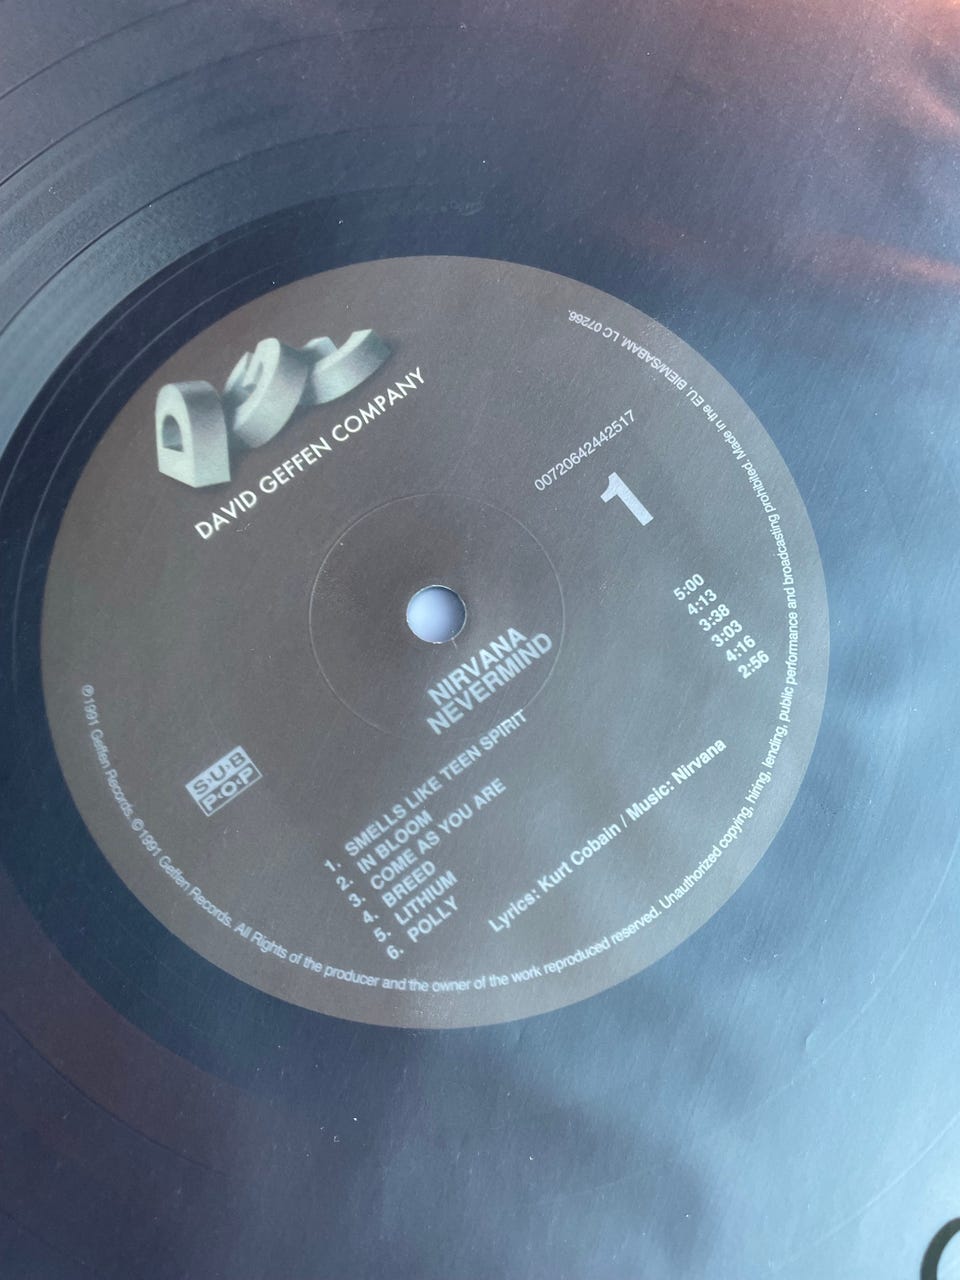 DGC
DAVID GEFFEN COMPANY
00720642442517
1
NIRVANA
NEVERMIND
1. SMELLS LIKE TEEN SPIRIT 5:00
2. IN BLOOM 4:13
3. COME AS YOU ARE 3:38
4. BREED 3:03
5. LITHIUM 4:16
6. POLLY 2:56
Lyrics: Kurt Cobain / Music: Nirvana
S·U·B
P·O·P
℗1991 Geffen Records. ©1991 Geffen Records. All Rights of the producer and the owner of the work reproduced reserved. Unauthorized copying, hiring, lending, public performance and broadcasting prohibited. Made in the EU. BIEM/SABAM. LC 07266.